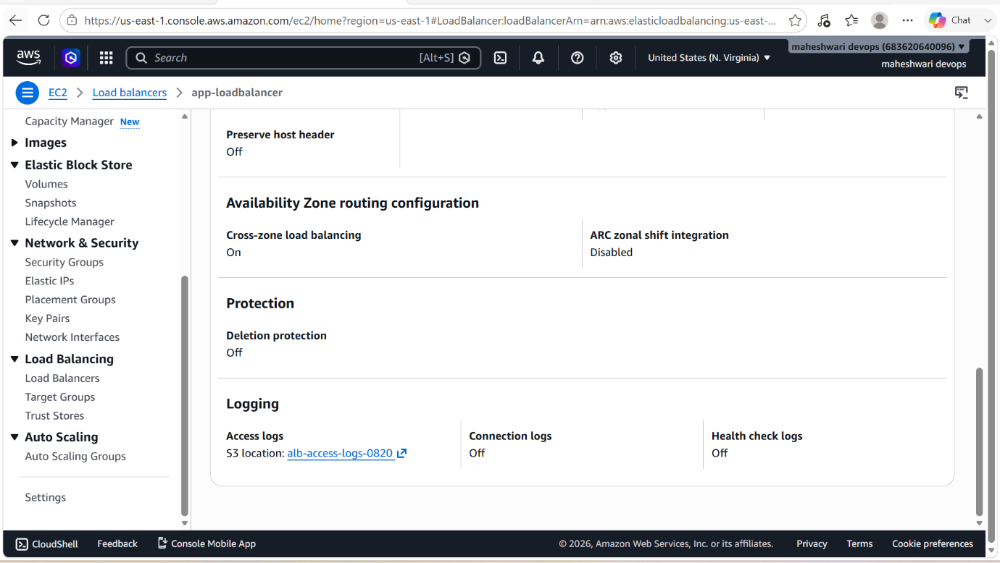 https://us-east-1.console.aws.amazon.com/ec2/home?region=us-east-1#LoadBalancer:loadBalancerArn=arn:aws:elasticloadbalancing:us-east-...
Chat
aws
Search
[Alt+S]
United States (N. Virginia)
maheshwari devops (683620640096)
maheshwari devops
EC2
Load balancers
app-loadbalancer
Capacity Manager New
Images
Elastic Block Store
Volumes
Snapshots
Lifecycle Manager
Network & Security
Security Groups
Elastic IPs
Placement Groups
Key Pairs
Network Interfaces
Load Balancing
Load Balancers
Target Groups
Trust Stores
Auto Scaling
Auto Scaling Groups
Settings
Preserve host header
Off
Availability Zone routing configuration
Cross-zone load balancing
On
ARC zonal shift integration
Disabled
Protection
Deletion protection
Off
Logging
Access logs
S3 location: alb-access-logs-0820
Connection logs
Off
Health check logs
Off
CloudShell
Feedback
Console Mobile App
© 2026, Amazon Web Services, Inc. or its affiliates.
Privacy
Terms
Cookie preferences